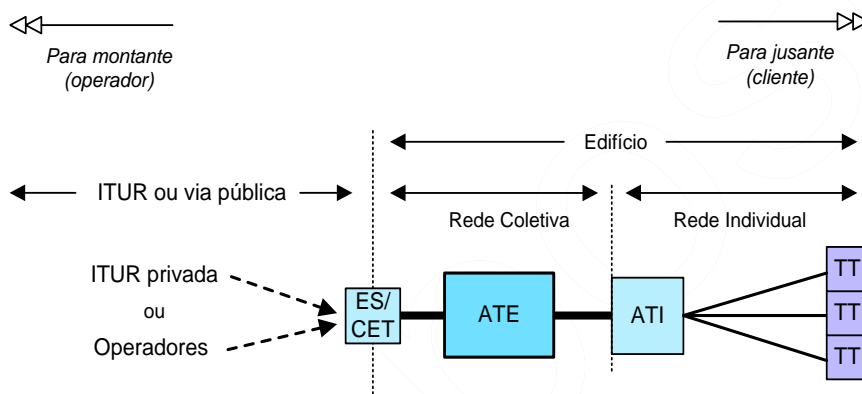 Para montante
(operador)
Para jusante
(cliente)
Edifício
ITUR ou via pública
Rede Coletiva
Rede Individual
ITUR privada
ou
Operadores
ES/
CET
ATE
ATI
TT
TT
TT